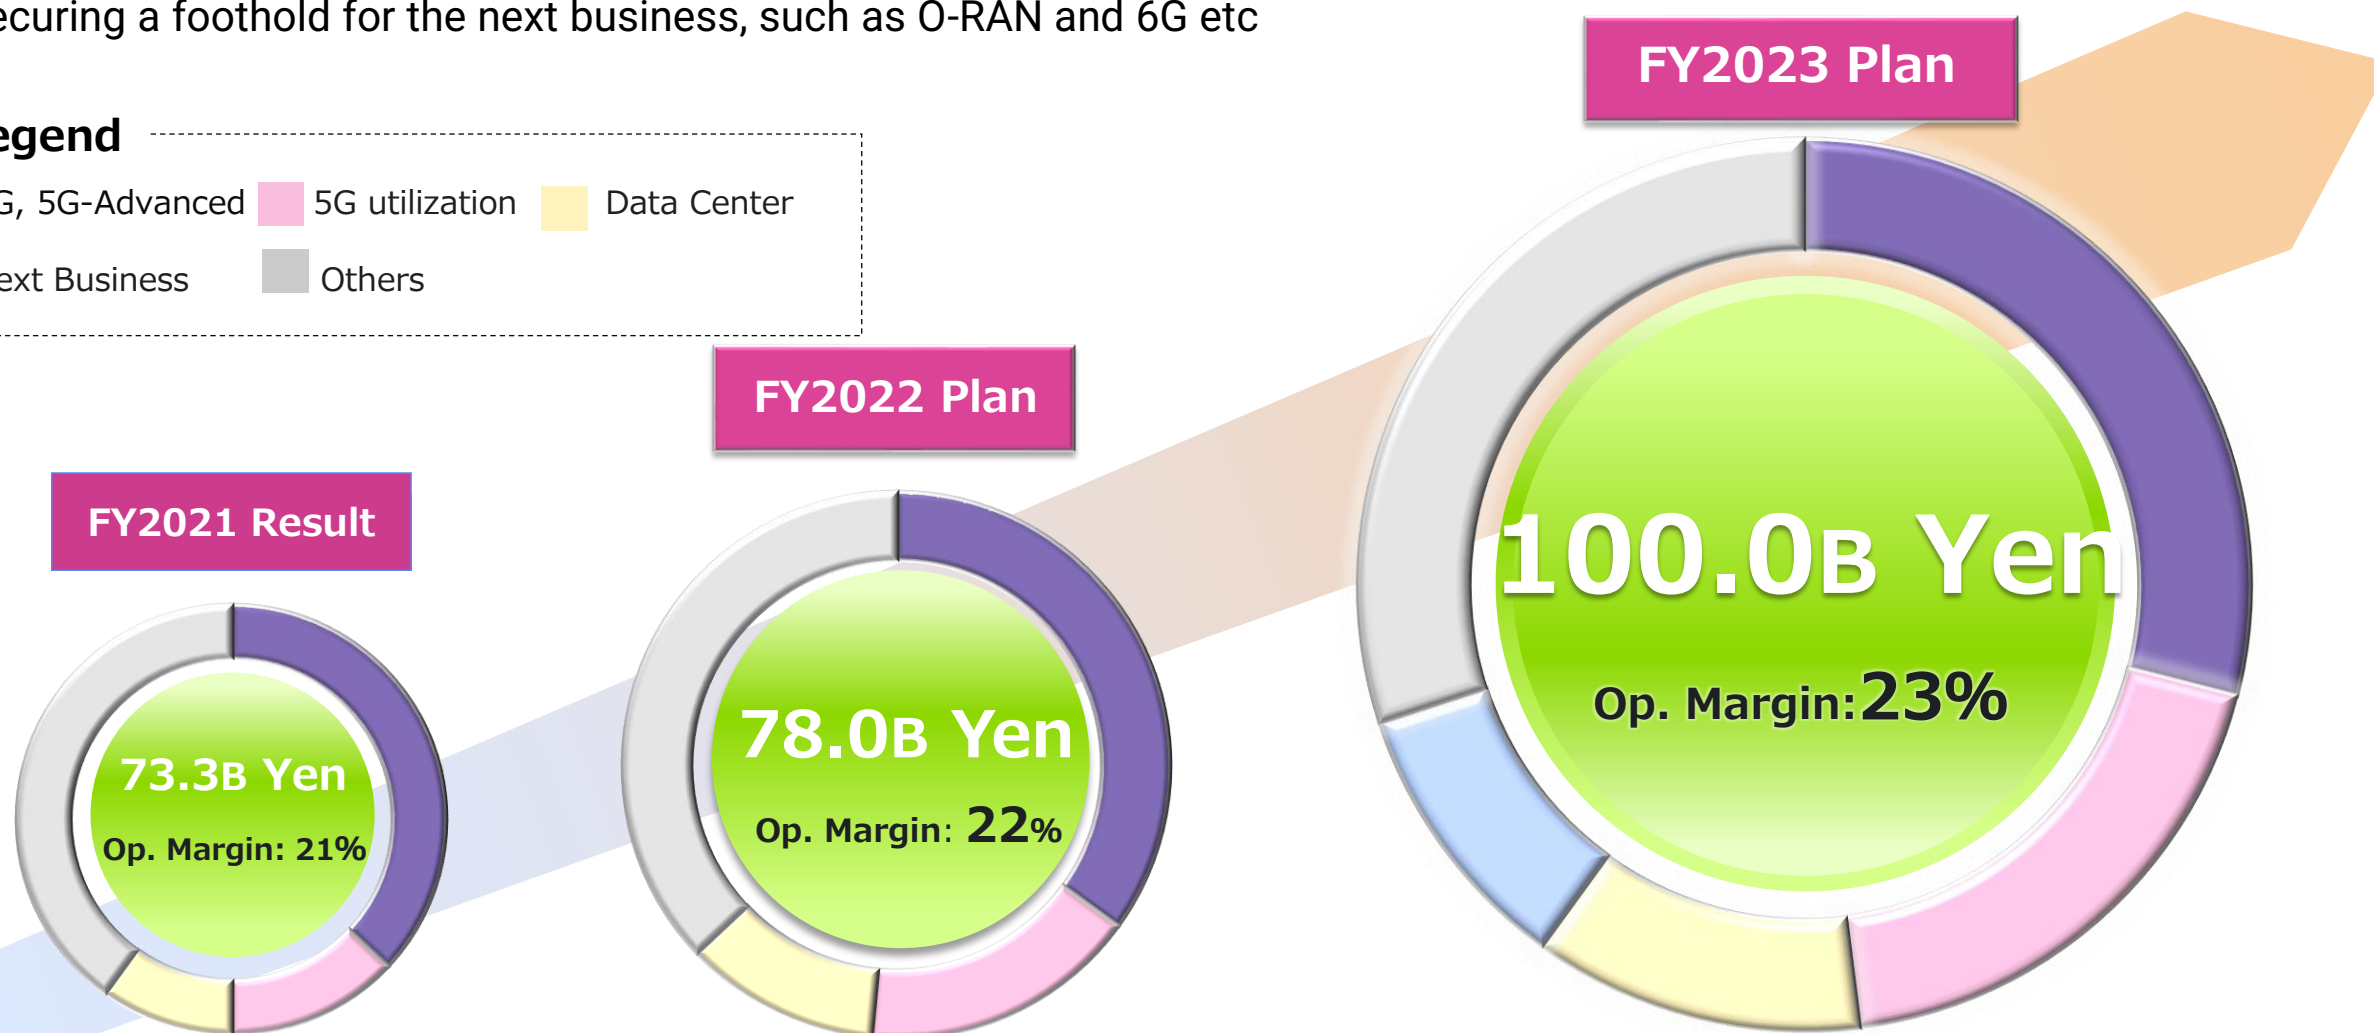 ecuring a foothold for the next business, such as O-RAN and 6G etc
egend
G, 5G-Advanced 5G utilization Data Center
ext Business Others
FY2023 Plan
FY2022 Plan
FY2021 Result
100.0B Yen
Op. Margin:23%
78.0B Yen
Op. Margin: 22%
73.3B Yen
Op. Margin: 21%